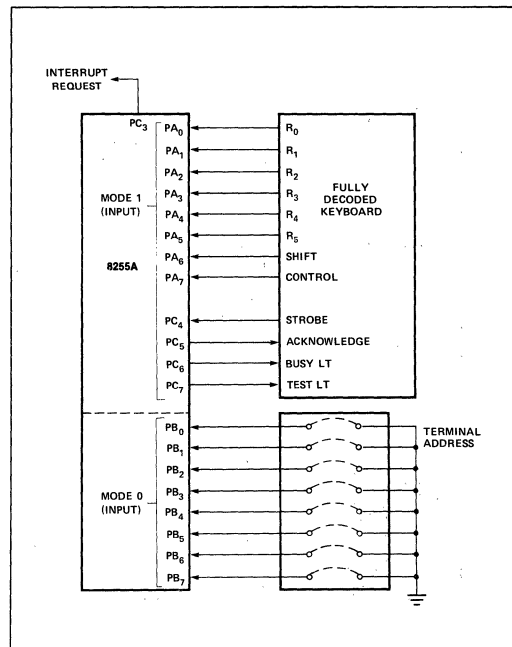 INTERRUPT
REQUEST
PC3 PA0 R0
PA1 R1
PA2 R2
MODE 1
(INPUT)
PA3 R3
FULLY
DECODED
KEYBOARD
PA4 R4
PA5 R5
8255A
PA6 SHIFT
PA7 CONTROL
PC4 STROBE
PC5 ACKNOWLEDGE
PC6 BUSY LT
PC7 TEST LT
PB0
TERMINAL
ADDRESS
PB1
PB2
MODE 0
(INPUT)
PB3
PB4
PB5
PB6
PB7